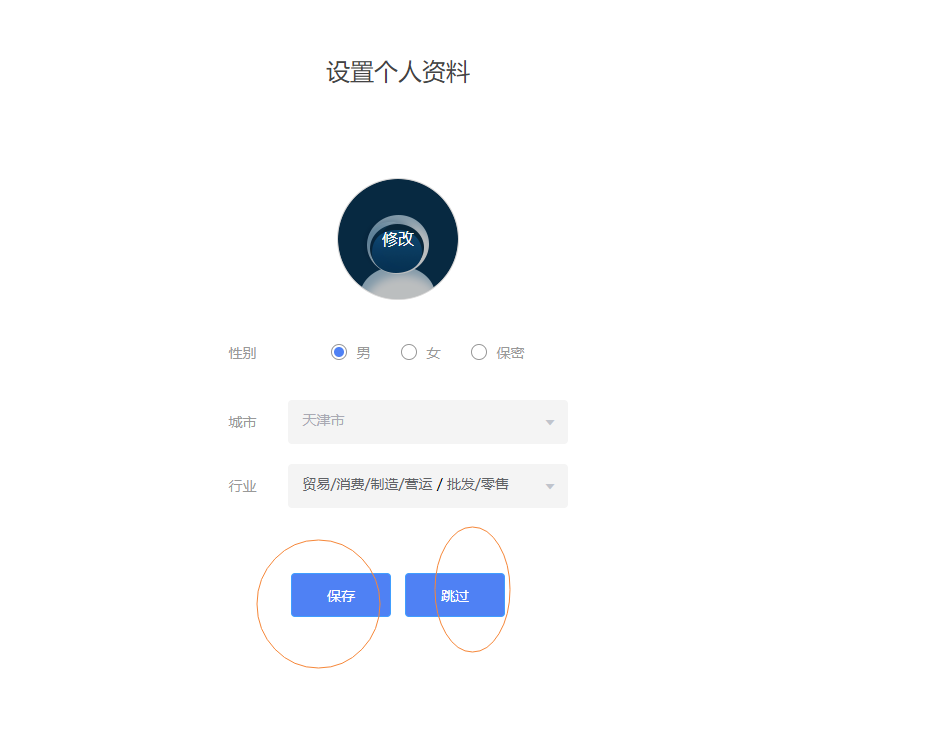 设置个人资料
修改
性别 男 女 保密
城市 天津市
行业 贸易/消费/制造/营运 / 批发/零售
保存 跳过